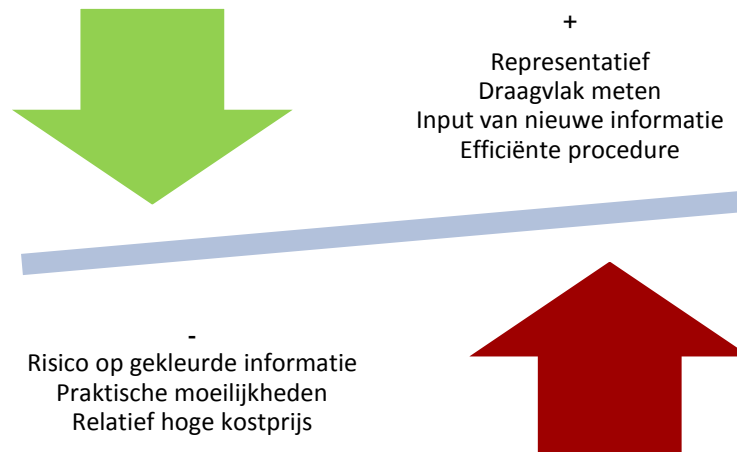 +
Representatief
Draagvlak meten
Input van nieuwe informatie
Efficiënte procedure
-
Risico op gekleurde informatie
Praktische moeilijkheden
Relatief hoge kostprijs